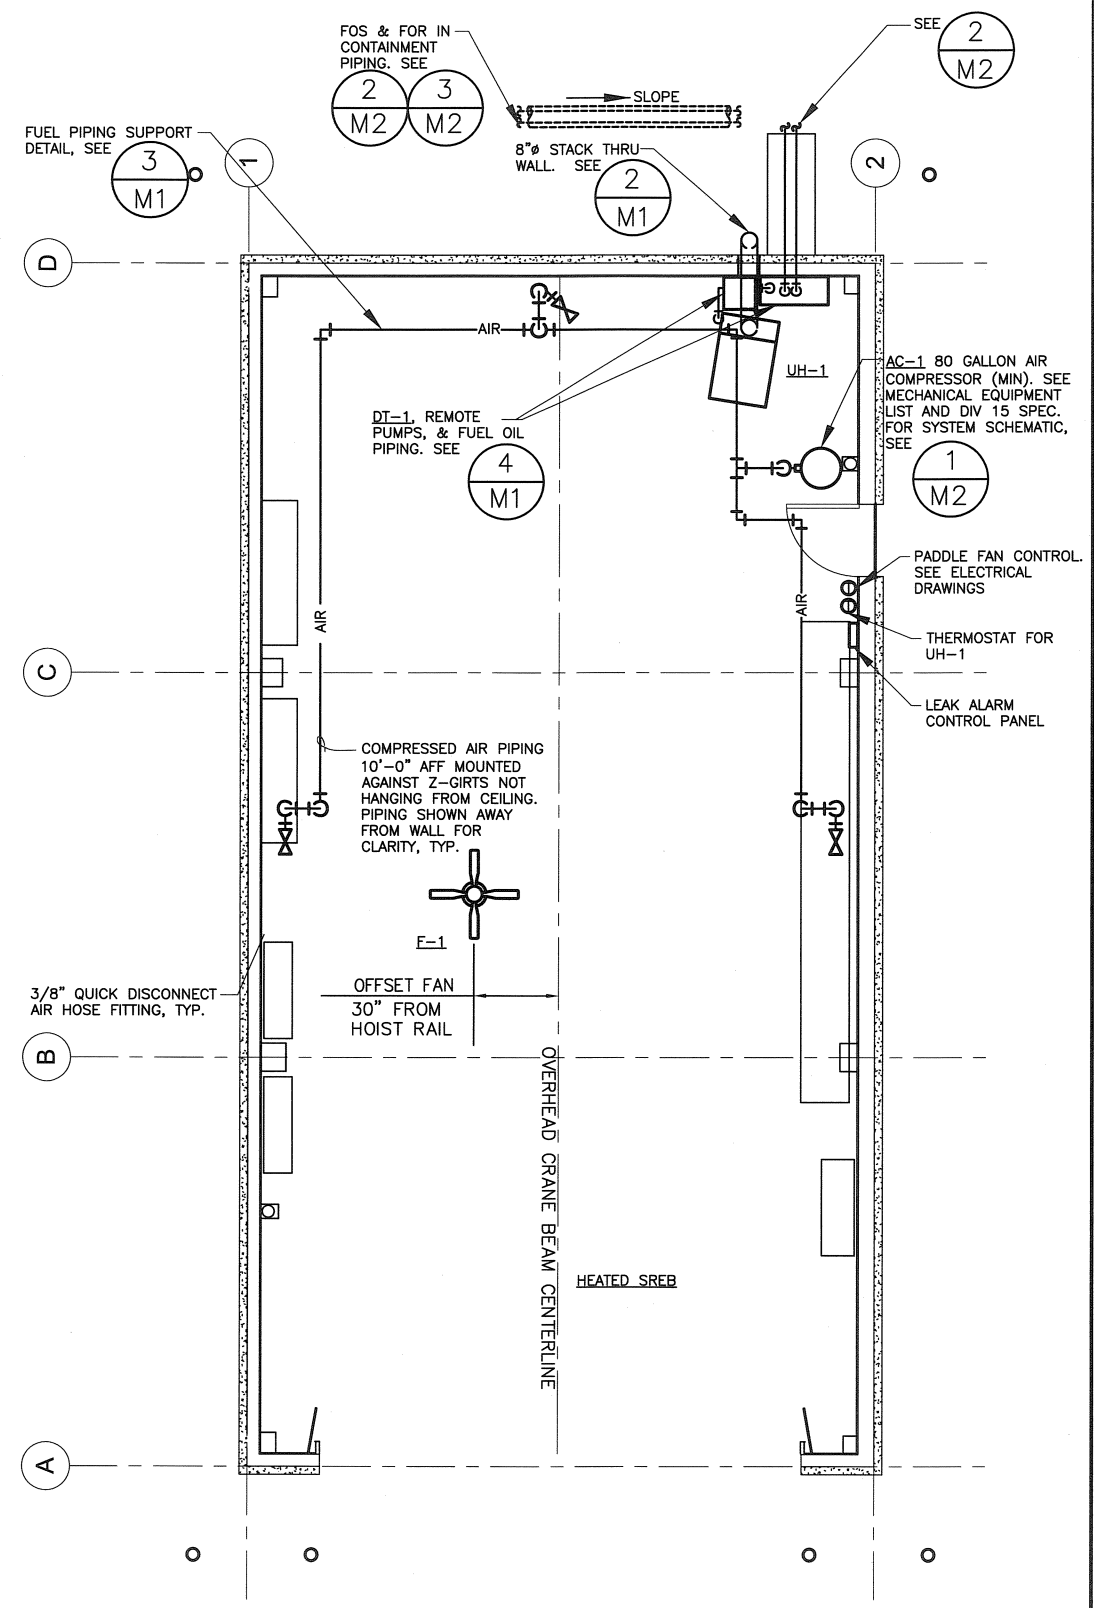 FOS & FOR IN
CONTAINMENT
PIPING. SEE
2
M2
3
M2
SLOPE
SEE
2
M2
FUEL PIPING SUPPORT
DETAIL, SEE
3
M1
1
8"ø STACK THRU
WALL. SEE
2
M1
2
D
AIR
UH-1
AC-1 80 GALLON AIR
COMPRESSOR (MIN). SEE
MECHANICAL EQUIPMENT
LIST AND DIV 15 SPEC.
FOR SYSTEM SCHEMATIC,
SEE
1
M2
DT-1, REMOTE
PUMPS, & FUEL OIL
PIPING. SEE
4
M1
PADDLE FAN CONTROL.
SEE ELECTRICAL
DRAWINGS
AIR
AIR
THERMOSTAT FOR
UH-1
C
LEAK ALARM
CONTROL PANEL
COMPRESSED AIR PIPING
10'-0" AFF MOUNTED
AGAINST Z-GIRTS NOT
HANGING FROM CEILING.
PIPING SHOWN AWAY
FROM WALL FOR
CLARITY, TYP.
F-1
3/8" QUICK DISCONNECT
AIR HOSE FITTING, TYP.
OFFSET FAN
30" FROM
HOIST RAIL
B
OVERHEAD CRANE BEAM CENTERLINE
HEATED SREB
A